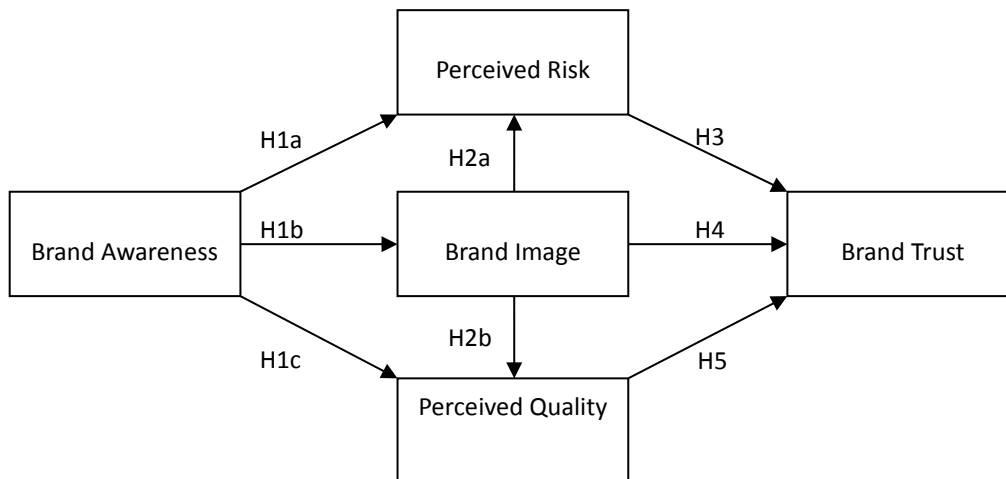 Perceived Risk
H1a
H3
H2a
H1b
H4
Brand Awareness
Brand Image
Brand Trust
H2b
H1c
H5
Perceived Quality